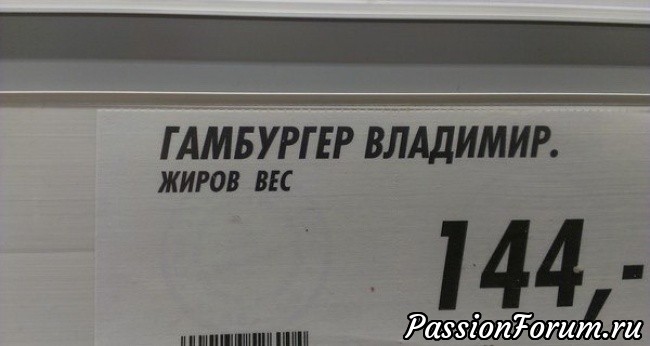 ГАМБУРГЕР ВЛАДИМИР.
ЖИРОВ ВЕС
144,-
PassionForum.ru